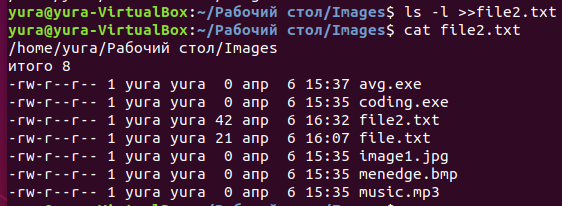 yura@yura-VirtualBox:~/Рабочий стол/Images$ ls -l >>file2.txt
yura@yura-VirtualBox:~/Рабочий стол/Images$ cat file2.txt
/home/yura/Рабочий стол/Images
итого 8
-rw-r--r-- 1 yura yura  0 апр  6 15:37 avg.exe
-rw-r--r-- 1 yura yura  0 апр  6 15:35 coding.exe
-rw-r--r-- 1 yura yura 42 апр  6 16:32 file2.txt
-rw-r--r-- 1 yura yura 21 апр  6 16:07 file.txt
-rw-r--r-- 1 yura yura  0 апр  6 15:35 image1.jpg
-rw-r--r-- 1 yura yura  0 апр  6 15:35 menedge.bmp
-rw-r--r-- 1 yura yura  0 апр  6 15:35 music.mp3